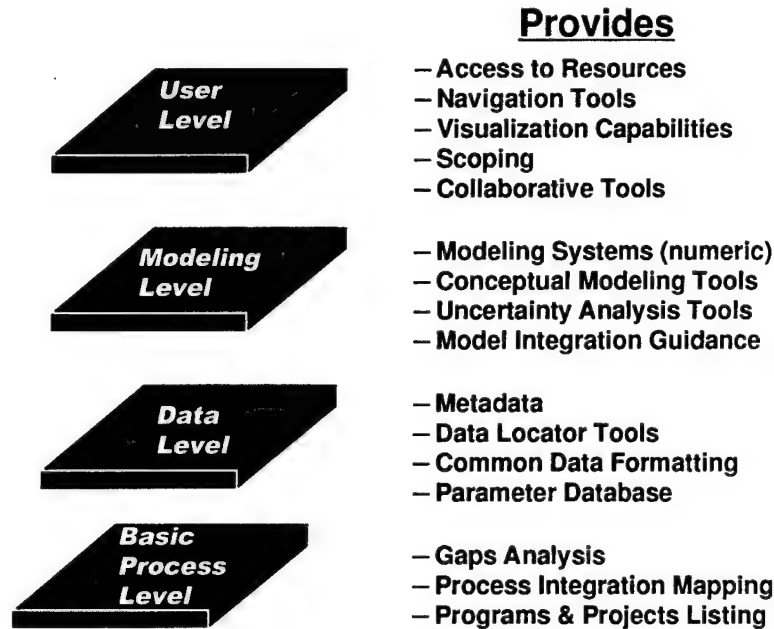 Provides
User
Level
– Access to Resources
– Navigation Tools
– Visualization Capabilities
– Scoping
– Collaborative Tools
Modeling
Level
– Modeling Systems (numeric)
– Conceptual Modeling Tools
– Uncertainty Analysis Tools
– Model Integration Guidance
Data
Level
– Metadata
– Data Locator Tools
– Common Data Formatting
– Parameter Database
Basic
Process
Level
– Gaps Analysis
– Process Integration Mapping
– Programs & Projects Listing